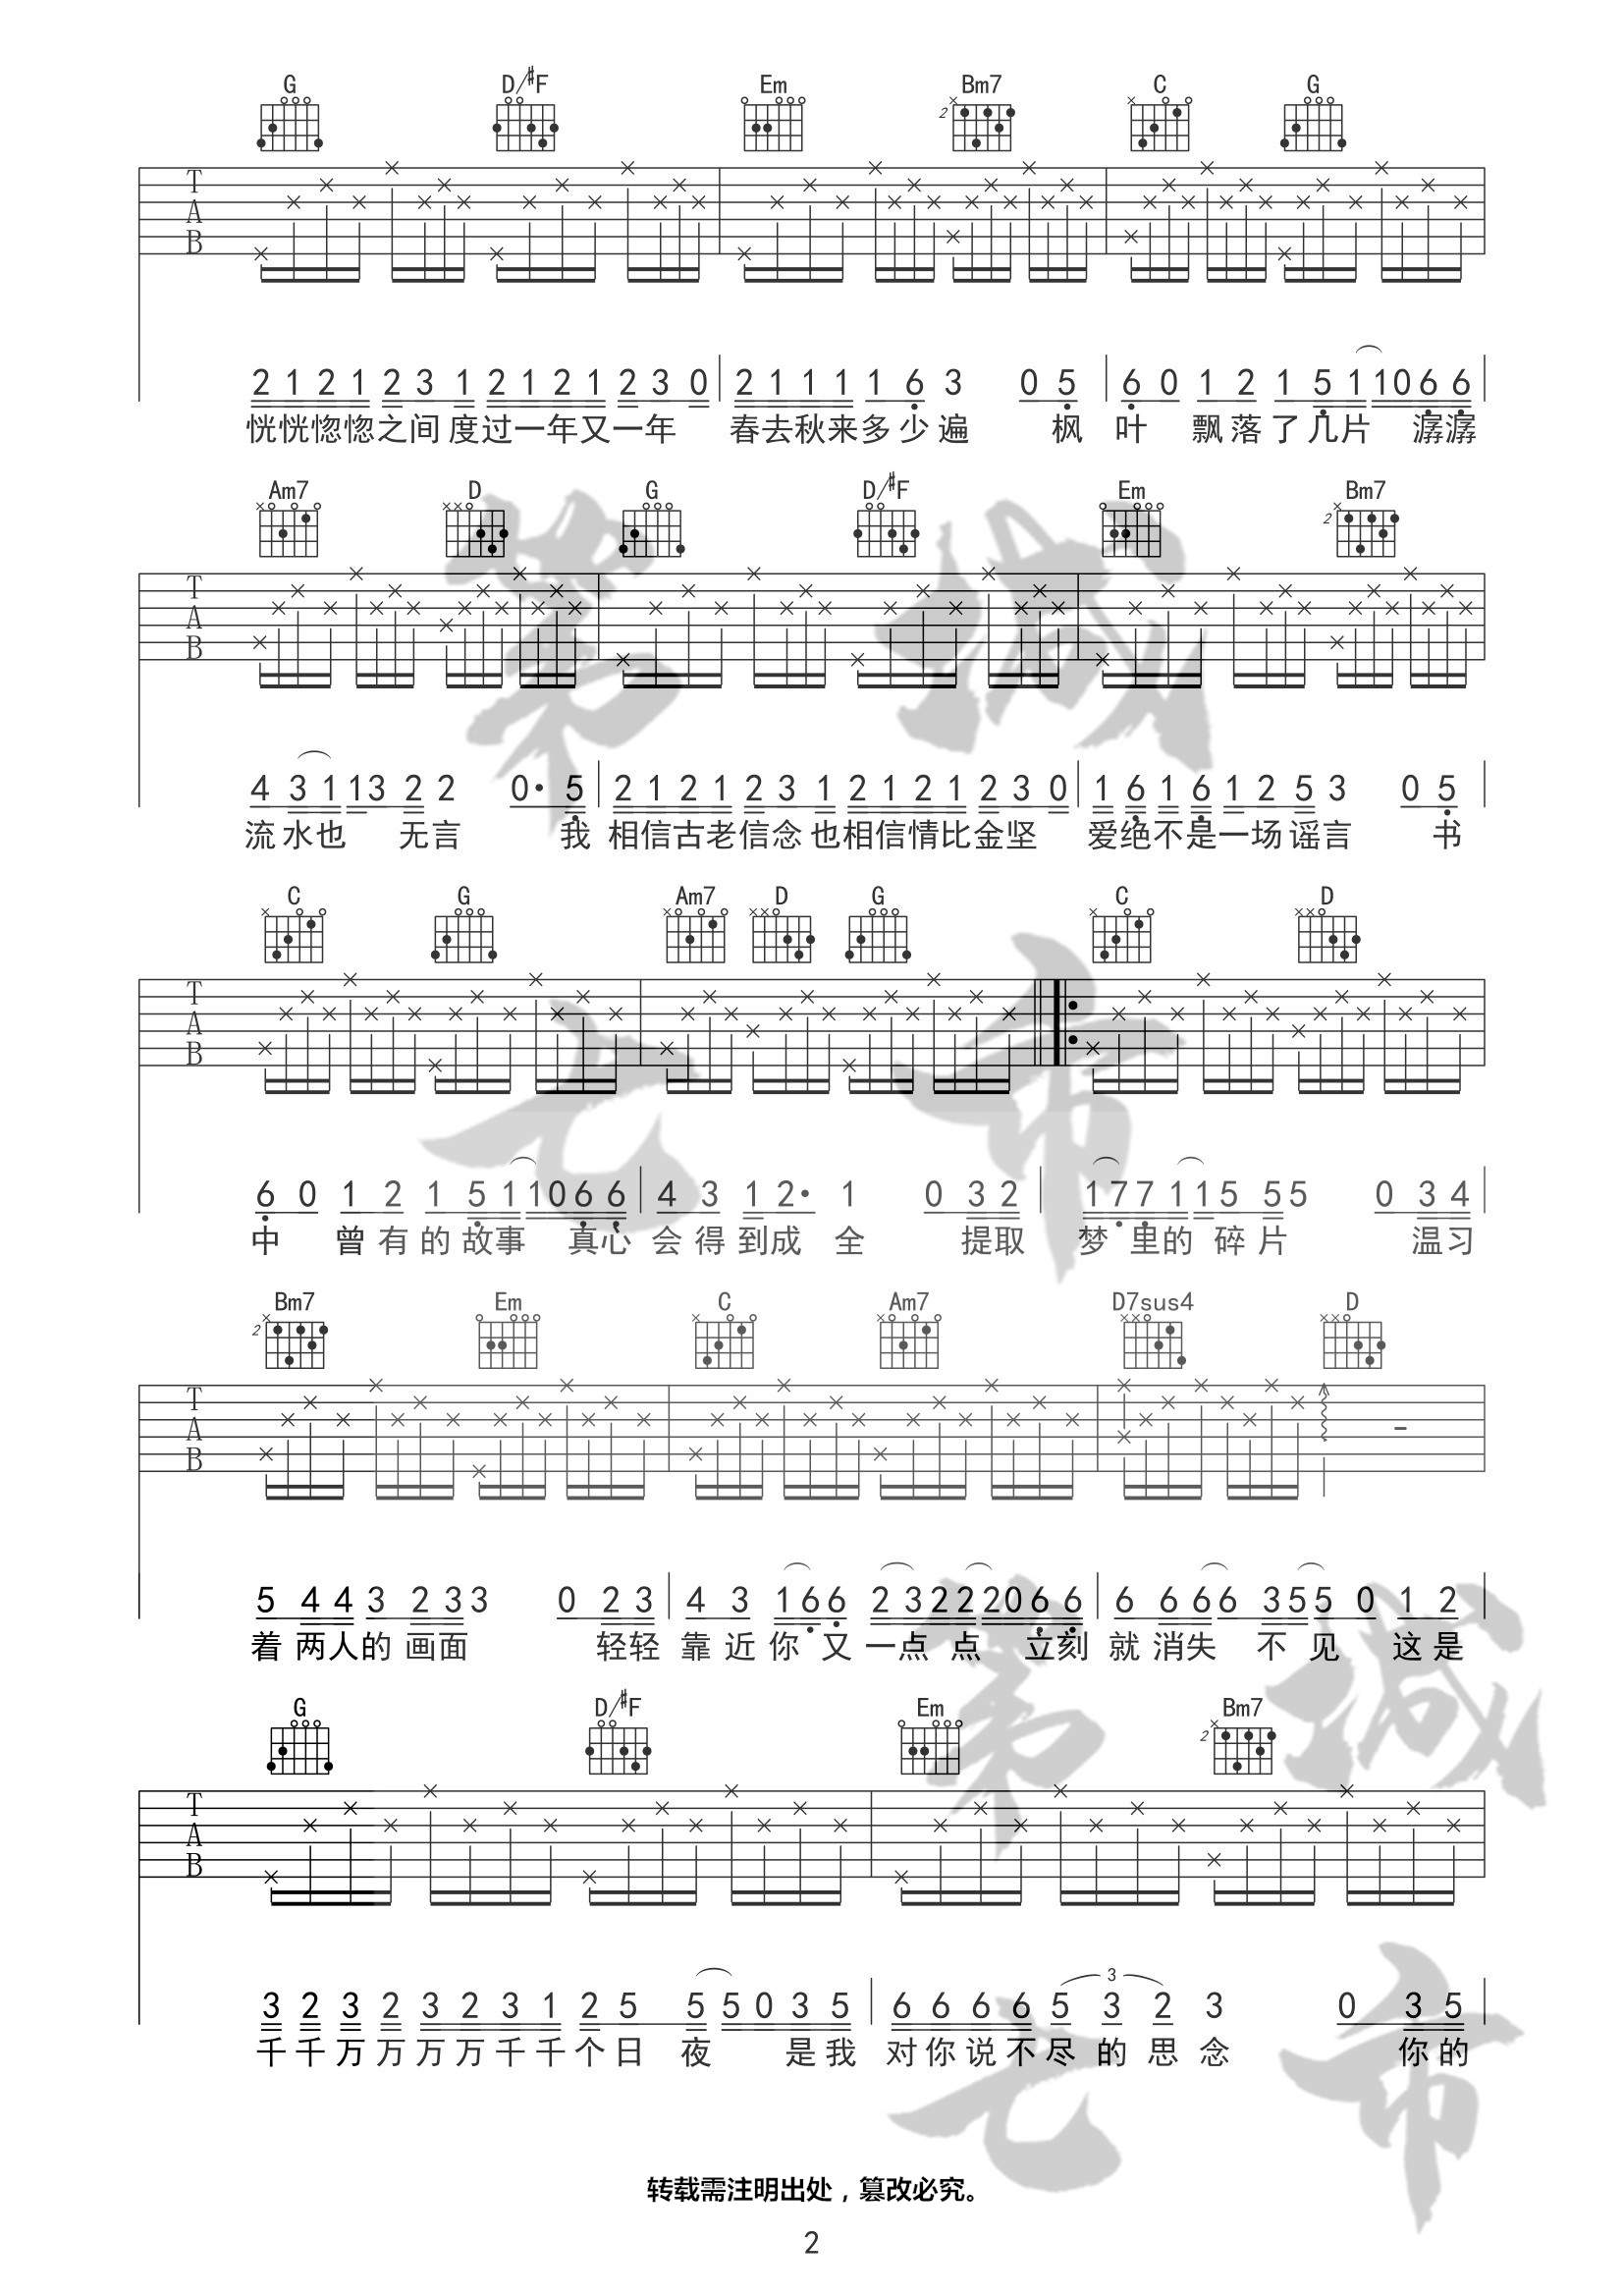 G D/#F Em Bm7 C G
2 2
T A B
2 1 2 1 2 3 1 2 1 2 1 2 3 0 2 1 1 1 1 6 3 0 5 6 0 1 2 1 5 1 1 0 6 6
恍恍惚惚之间 度过一年又一年 春去秋来多少遍 枫 叶 飘落了几片 潺潺
Am7 D G D/#F Em Bm7
2
T A B
4 3 1 1 3 2 2 0· 5 2 1 2 1 2 3 1 2 1 2 1 2 3 0 1 6 1 6 1 2 5 3 0 5
流水也 无言 我 相信古老信念也相信情比金坚 爱绝不是一场谣言 书
C G Am7 D G C D
T A B
6 0 1 2 1 5 1 1 0 6 6 4 3 1 2· 1 0 3 2 1 7 7 1 1 5 5 5 0 3 4
中 曾有的故事 真心 会得到成 全 提取 梦里的 碎片 温习
Bm7 Em C Am7 D7sus4 D
2
T A B
5 4 4 3 2 3 3 0 2 3 4 3 1 6 6 2 3 2 2 2 0 6 6 6 6 6 6 3 5 5 0 1 2
着 两人的 画面 轻轻 靠近你又一点点 立刻 就消失 不见 这是
G D/#F Em Bm7
2
T A B
3 2 3 2 3 2 3 1 2 5 5 5 0 3 5 6 6 6 6 5 3 2 3 0 3 5
3
千千万万万万千千个日 夜 是我 对你说不尽的思念 你的
第七城市
第七城市
转载需注明出处，篡改必究。
2